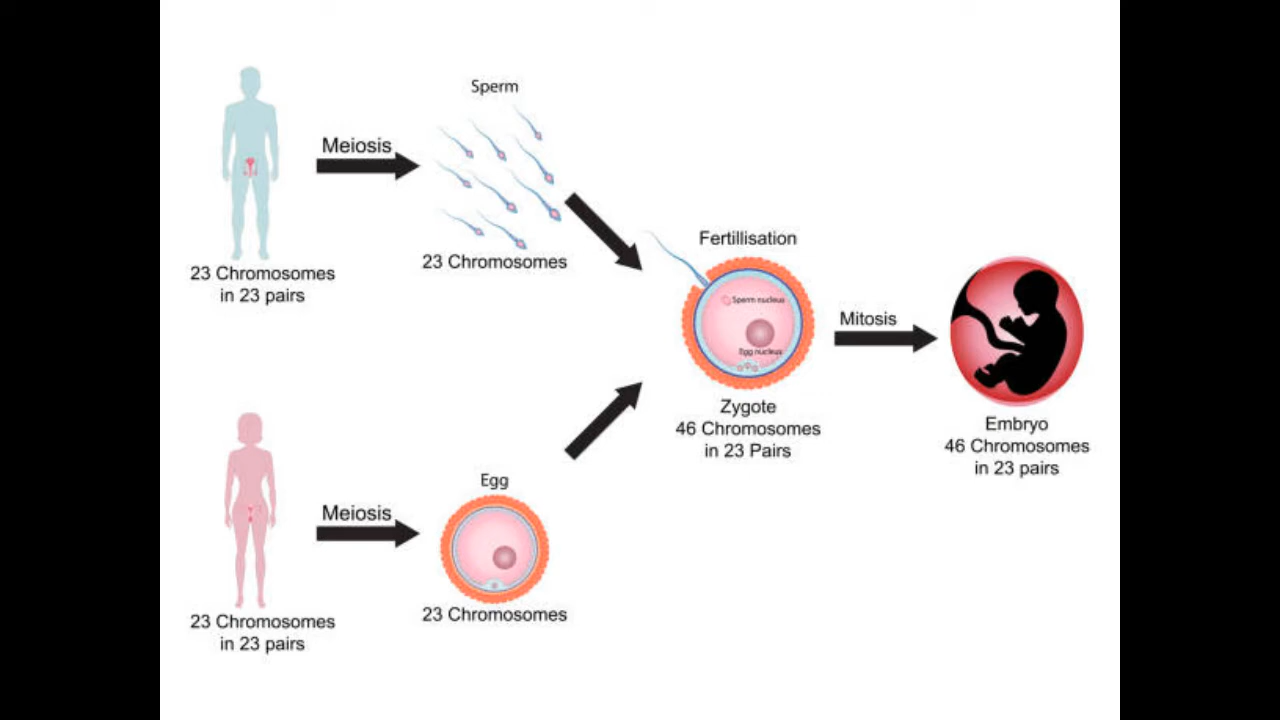 Sperm
Meiosis
23 Chromosomes
23 Chromosomes
in 23 pairs
Fertillisation
Sperm nucleus
Egg nucleus
Mitosis
Zygote
46 Chromosomes
in 23 Pairs
Embryo
46 Chromosomes
in 23 pairs
Egg
Meiosis
23 Chromosomes
23 Chromosomes
in 23 pairs